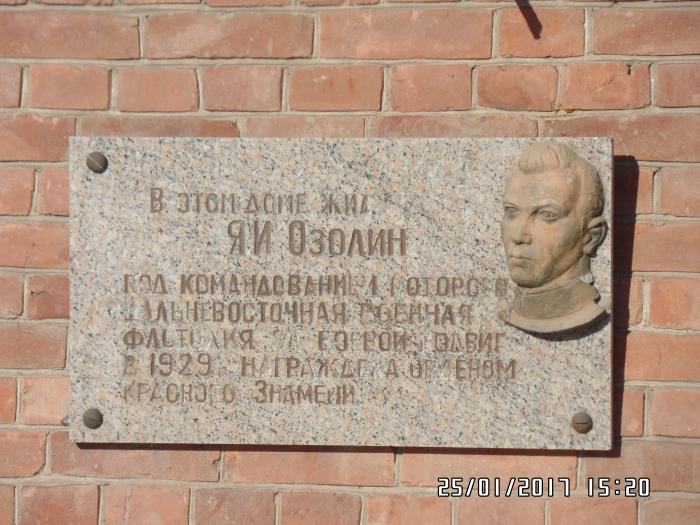 В ЭТОМ ДОМЕ ЖИЛ
Я И ОЗОЛИН
ПОД КОМАНДОВАНИЕМ КОТОРОГО
ДАЛЬНЕВОСТОЧНАЯ ВОЕННАЯ
ФЛОТИЛИЯ ЗА БОЕВОЙ ПОДВИГ
В 1929 НАГРАЖДЕНА ОРДЕНОМ
КРАСНОГО ЗНАМЕНИ
25/01/2017 15:20